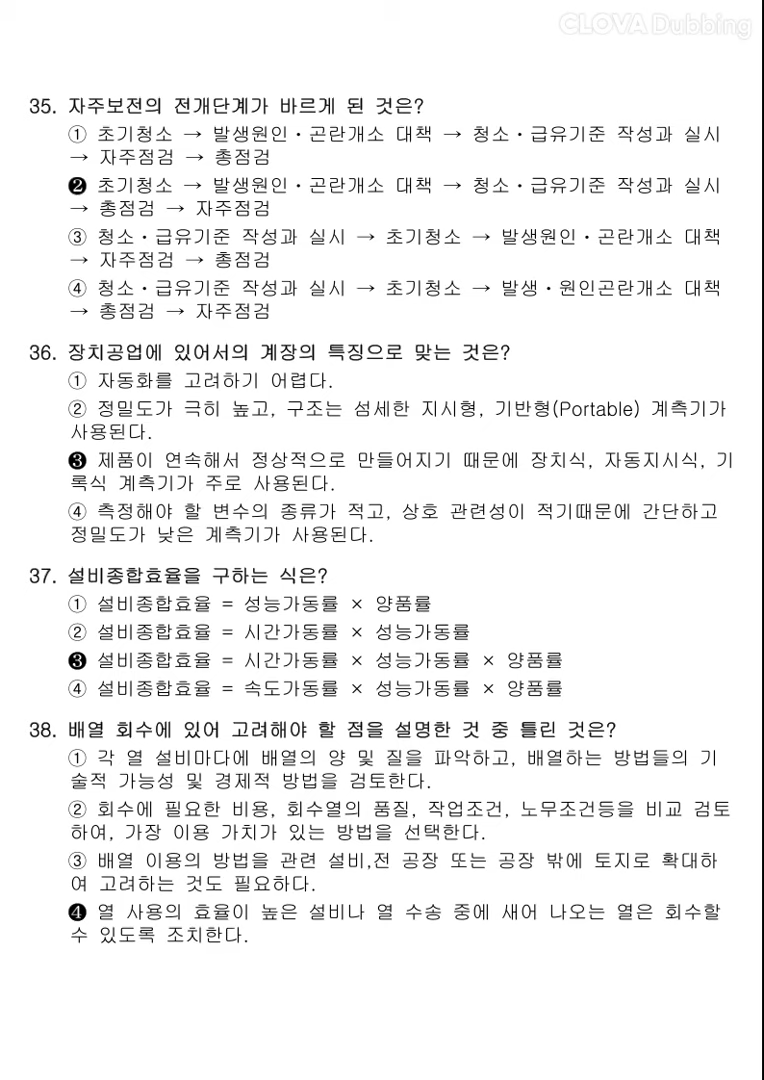 CLOVA Dubbing
35. 자주보전의 전개단계가 바르게 된 것은?
① 초기청소 → 발생원인·곤란개소 대책 → 청소·급유기준 작성과 실시
→ 자주점검 → 총점검
❷ 초기청소 → 발생원인·곤란개소 대책 → 청소·급유기준 작성과 실시
→ 총점검 → 자주점검
③ 청소·급유기준 작성과 실시 → 초기청소 → 발생원인·곤란개소 대책
→ 자주점검 → 총점검
④ 청소·급유기준 작성과 실시 → 초기청소 → 발생·원인곤란개소 대책
→ 총점검 → 자주점검
36. 장치공업에 있어서의 계장의 특징으로 맞는 것은?
① 자동화를 고려하기 어렵다.
② 정밀도가 극히 높고, 구조는 섬세한 지시형, 기반형(Portable) 계측기가
사용된다.
❸ 제품이 연속해서 정상적으로 만들어지기 때문에 장치식, 자동지시식, 기
록식 계측기가 주로 사용된다.
④ 측정해야 할 변수의 종류가 적고, 상호 관련성이 적기때문에 간단하고
정밀도가 낮은 계측기가 사용된다.
37. 설비종합효율을 구하는 식은?
① 설비종합효율 = 성능가동률 × 양품률
② 설비종합효율 = 시간가동률 × 성능가동률
❸ 설비종합효율 = 시간가동률 × 성능가동률 × 양품률
④ 설비종합효율 = 속도가동률 × 성능가동률 × 양품률
38. 배열 회수에 있어 고려해야 할 점을 설명한 것 중 틀린 것은?
① 각 열 설비마다에 배열의 양 및 질을 파악하고, 배열하는 방법들의 기
술적 가능성 및 경제적 방법을 검토한다.
② 회수에 필요한 비용, 회수열의 품질, 작업조건, 노무조건등을 비교 검토
하여, 가장 이용 가치가 있는 방법을 선택한다.
③ 배열 이용의 방법을 관련 설비,전 공장 또는 공장 밖에 토지로 확대하
여 고려하는 것도 필요하다.
❹ 열 사용의 효율이 높은 설비나 열 수송 중에 새어 나오는 열은 회수할
수 있도록 조치한다.